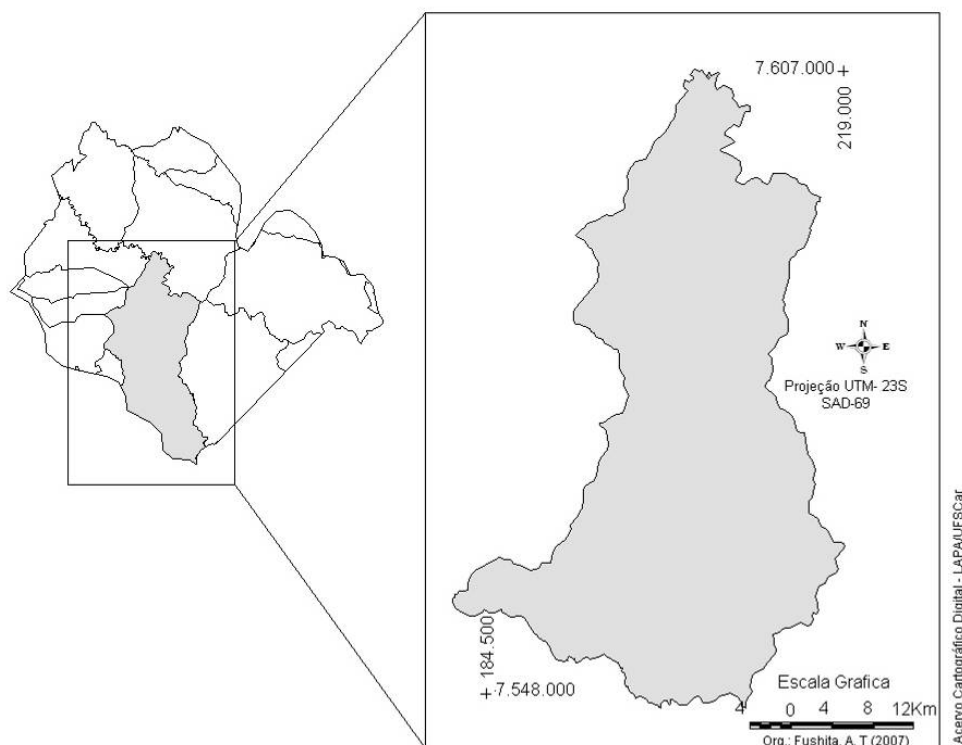 7.607.000
219.000
N
W E
S
Projeção UTM- 23S
SAD-69
184.500
7.548.000
Escala Grafica
4 0 4 8 12Km
Org.: Fushita, A. T (2007)
Acervo Cartográfico Digital - LAPA/UFSCar